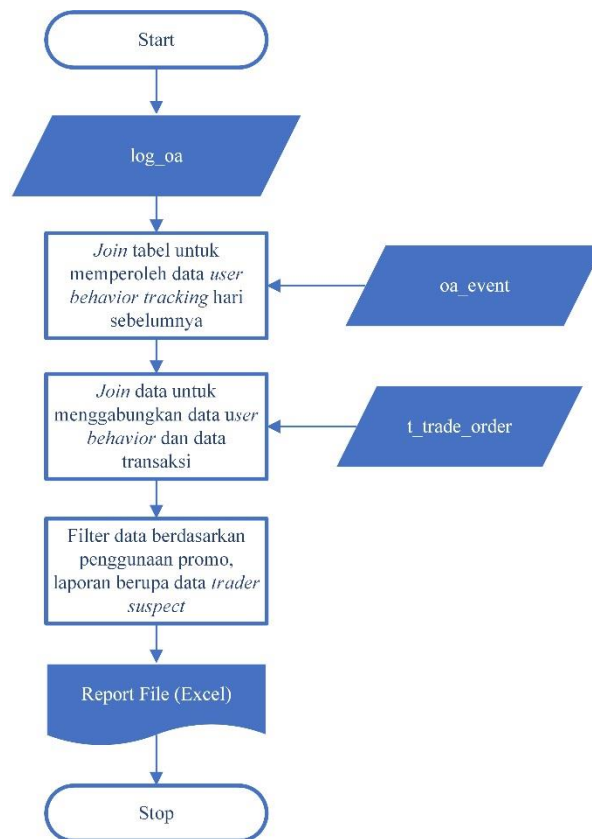 Start
log_oa
Join tabel untuk
memperoleh data user
behavior tracking hari
sebelumnya
oa_event
Join data untuk
menggabungkan data user
behavior dan data
transaksi
t_trade_order
Filter data berdasarkan
penggunaan promo,
laporan berupa data trader
suspect
Report File (Excel)
Stop